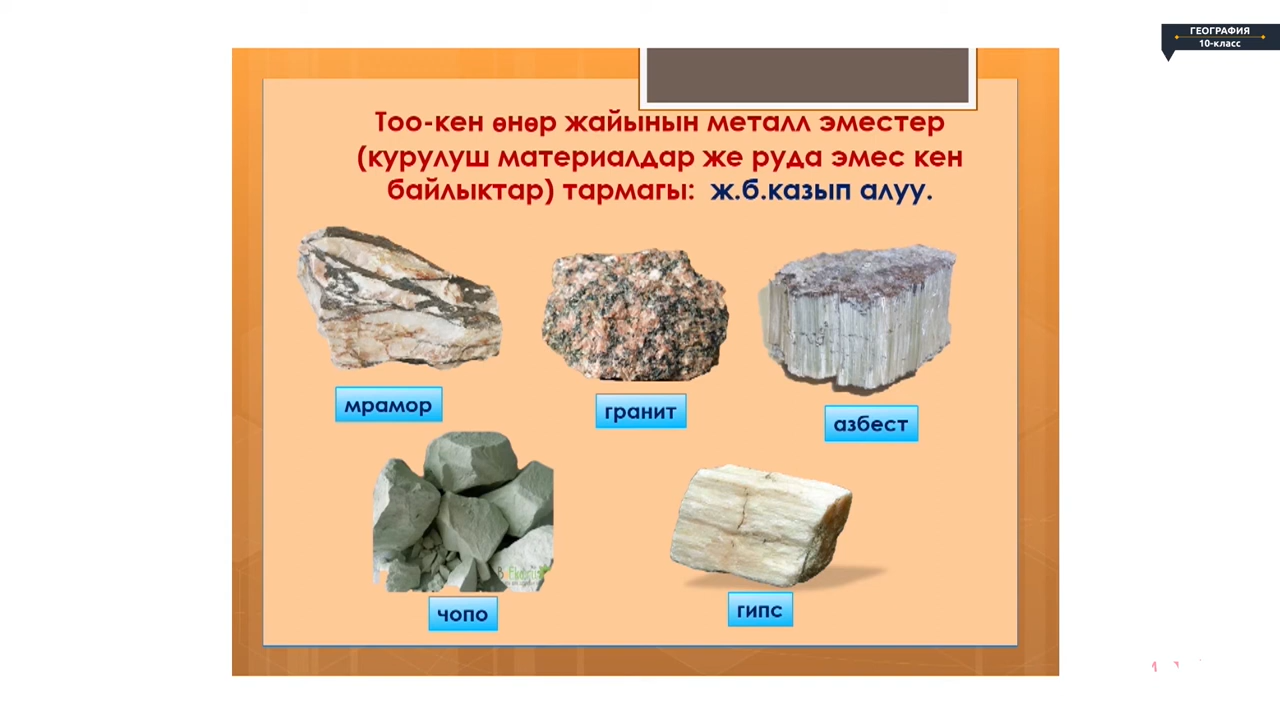 ГЕОГРАФИЯ
10-класс
Тоо-кен өнөр жайынын металл эместер
(курулуш материалдар же руда эмес кен
байлыктар) тармагы: ж.б.казып алуу.
мрамор
гранит
азбест
чопо
гипс